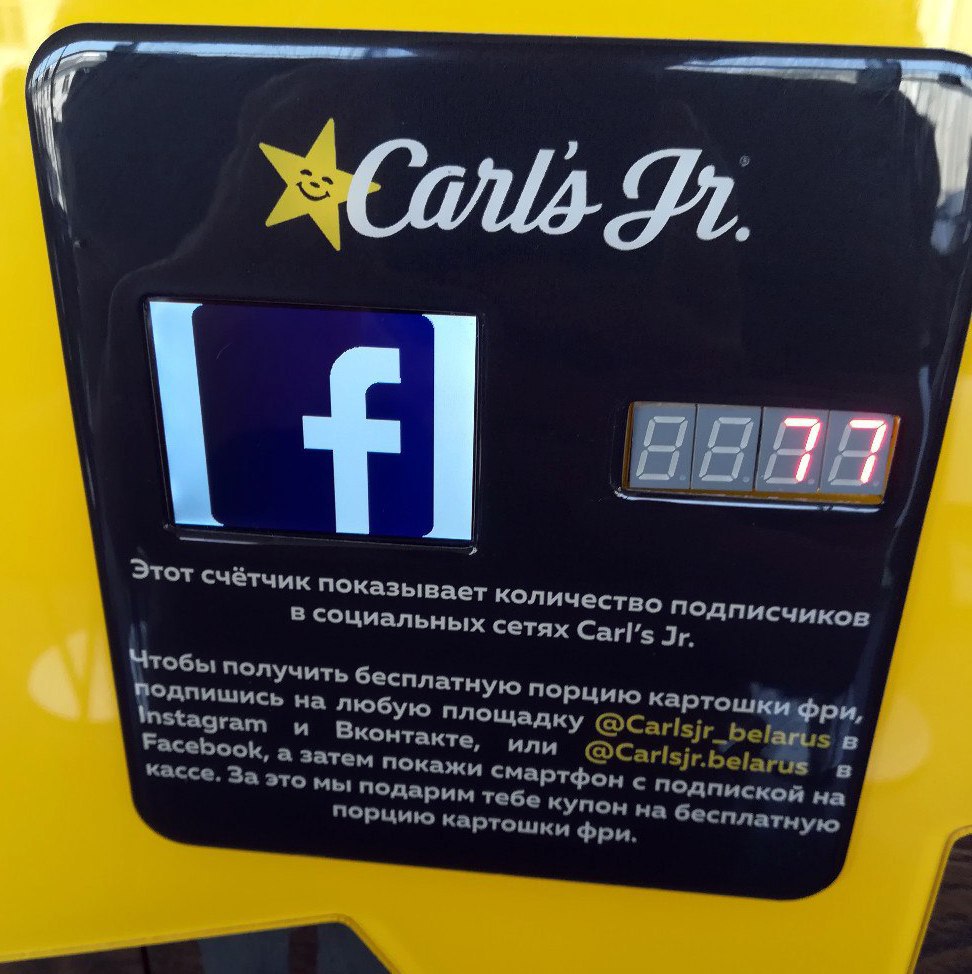 Carl's Jr.®
f
77
Этот счётчик показывает количество подписчиков
в социальных сетях Carl's Jr.
Чтобы получить бесплатную порцию картошки фри,
подпишись на любую площадку @Carlsjr_belarus в
Instagram и Вконтакте, или @Carlsjr.belarus в
Facebook, а затем покажи смартфон с подпиской на
кассе. За это мы подарим тебе купон на бесплатную
порцию картошки фри.